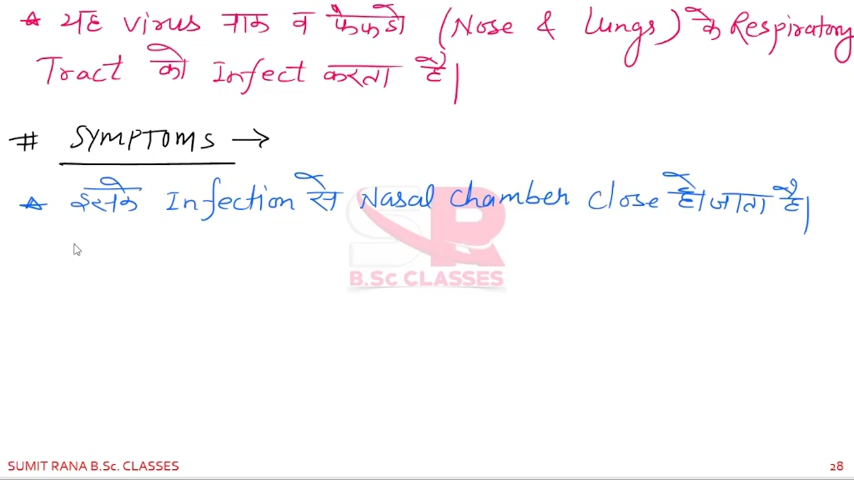 ★ यह virus नाक व फेफडो (Nose & Lungs) के Respiratory
Tract को Infect करता है|
# SYMPTOMS →
★ इसके Infection से Nasal Chamber Close हो जाता है|
SR
B.Sc CLASSES
SUMIT RANA B.Sc. CLASSES
28